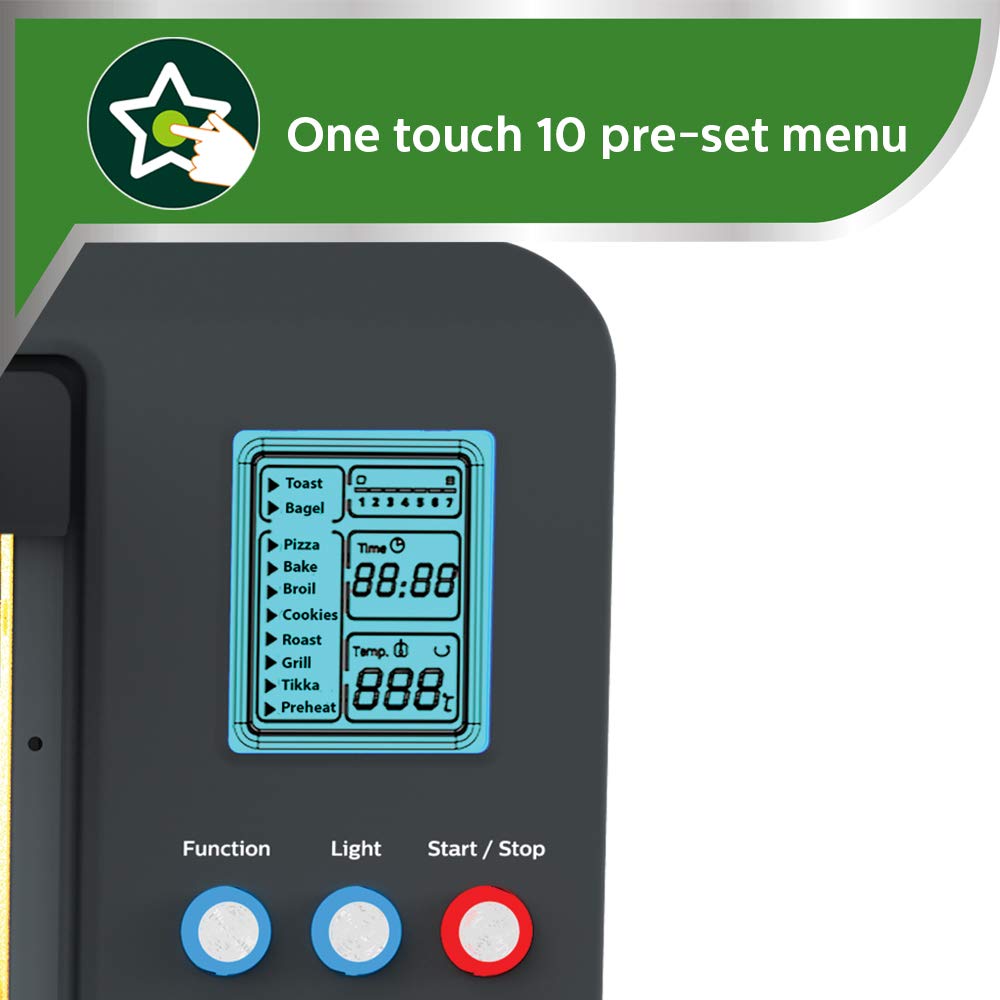 One touch 10 pre-set menu
Toast
Bagel
1 2 3 4 5 6 7
Pizza
Bake
Broil
Cookies
Roast
Grill
Tikka
Preheat
Time
88:88
Temp.
888℃
Function Light Start / Stop